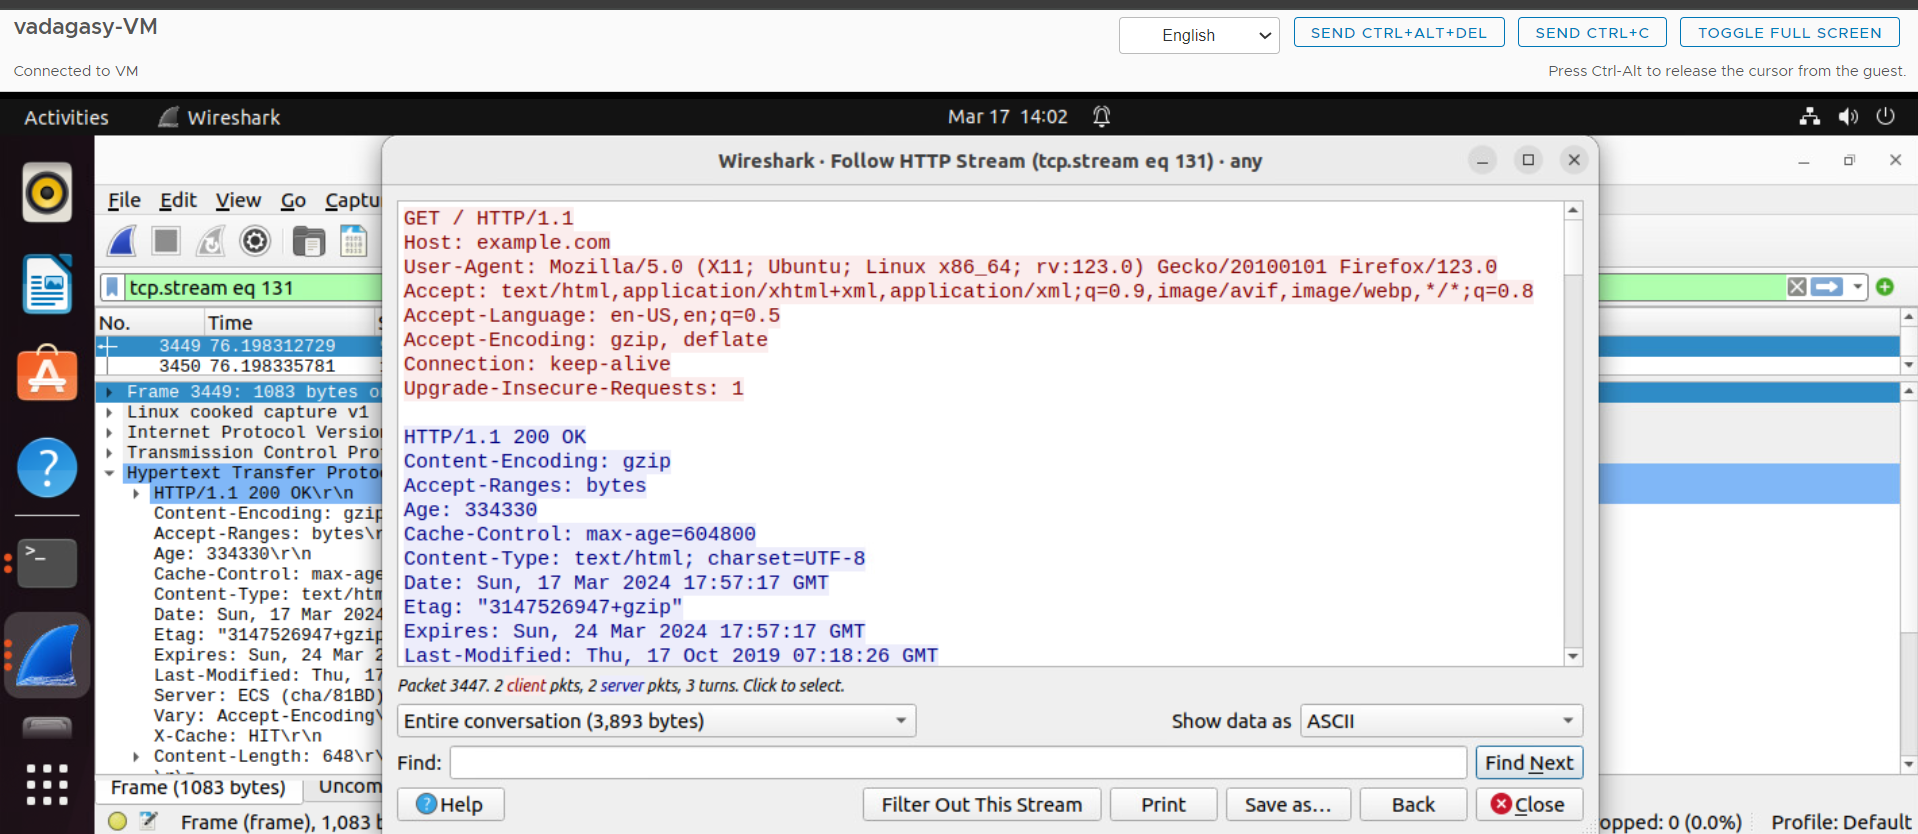 vadagasy-VM
English
SEND CTRL+ALT+DEL
SEND CTRL+C
TOGGLE FULL SCREEN
Connected to VM
Press Ctrl-Alt to release the cursor from the guest.
Activities
Wireshark
Mar 17 14:02
Wireshark · Follow HTTP Stream (tcp.stream eq 131) · any
File Edit View Go Captu
tcp.stream eq 131
No. Time
3449 76.198312729
3450 76.198335781
Frame 3449: 1083 bytes o
Linux cooked capture v1
Internet Protocol Versio
Transmission Control Pro
Hypertext Transfer Proto
HTTP/1.1 200 OK\r\n
Content-Encoding: gzip
Accept-Ranges: bytes\r
Age: 334330\r\n
Cache-Control: max-age
Content-Type: text/htm
Date: Sun, 17 Mar 2024
Etag: "3147526947+gzip
Expires: Sun, 24 Mar 2
Last-Modified: Thu, 17
Server: ECS (cha/81BD)
Vary: Accept-Encoding\
X-Cache: HIT\r\n
Content-Length: 648\r\
\r\n
Frame (1083 bytes)
Uncom
Frame (frame), 1,083 b
GET / HTTP/1.1
Host: example.com
User-Agent: Mozilla/5.0 (X11; Ubuntu; Linux x86_64; rv:123.0) Gecko/20100101 Firefox/123.0
Accept: text/html,application/xhtml+xml,application/xml;q=0.9,image/avif,image/webp,*/*;q=0.8
Accept-Language: en-US,en;q=0.5
Accept-Encoding: gzip, deflate
Connection: keep-alive
Upgrade-Insecure-Requests: 1
HTTP/1.1 200 OK
Content-Encoding: gzip
Accept-Ranges: bytes
Age: 334330
Cache-Control: max-age=604800
Content-Type: text/html; charset=UTF-8
Date: Sun, 17 Mar 2024 17:57:17 GMT
Etag: "3147526947+gzip"
Expires: Sun, 24 Mar 2024 17:57:17 GMT
Last-Modified: Thu, 17 Oct 2019 07:18:26 GMT
Packet 3447. 2 client pkts, 2 server pkts, 3 turns. Click to select.
Entire conversation (3,893 bytes)
Show data as ASCII
Find:
Find Next
Help
Filter Out This Stream
Print
Save as…
Back
Close
opped: 0 (0.0%)
Profile: Default